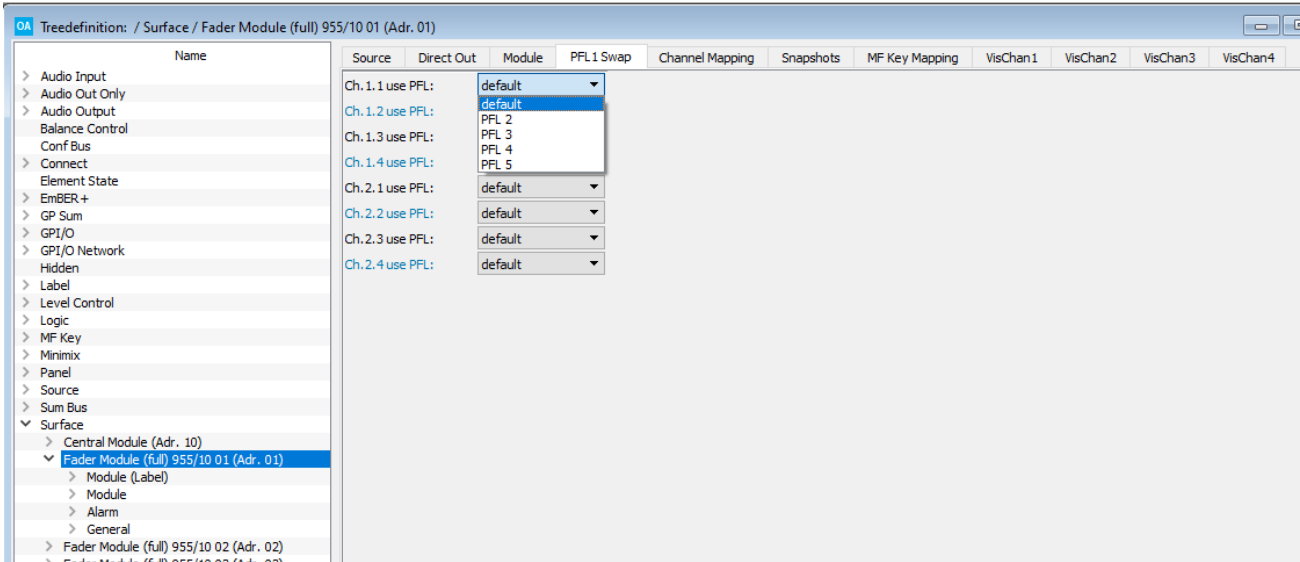 OA Treedefinition: / Surface / Fader Module (full) 955/10 01 (Adr. 01)
Name
Audio Input
Audio Out Only
Audio Output
Balance Control
Conf Bus
Connect
Element State
EmBER+
GP Sum
GPI/O
GPI/O Network
Hidden
Label
Level Control
Logic
MF Key
Minimix
Panel
Source
Sum Bus
Surface
Central Module (Adr. 10)
Fader Module (full) 955/10 01 (Adr. 01)
Module (Label)
Module
Alarm
General
Fader Module (full) 955/10 02 (Adr. 02)
Source Direct Out Module PFL1 Swap Channel Mapping Snapshots MF Key Mapping VisChan1 VisChan2 VisChan3 VisChan4
Ch.1.1 use PFL: default
default
Ch.1.2 use PFL:
PFL 2
PFL 3
Ch.1.3 use PFL:
PFL 4
Ch.1.4 use PFL:
PFL 5
Ch.2.1 use PFL: default
Ch.2.2 use PFL: default
Ch.2.3 use PFL: default
Ch.2.4 use PFL: default